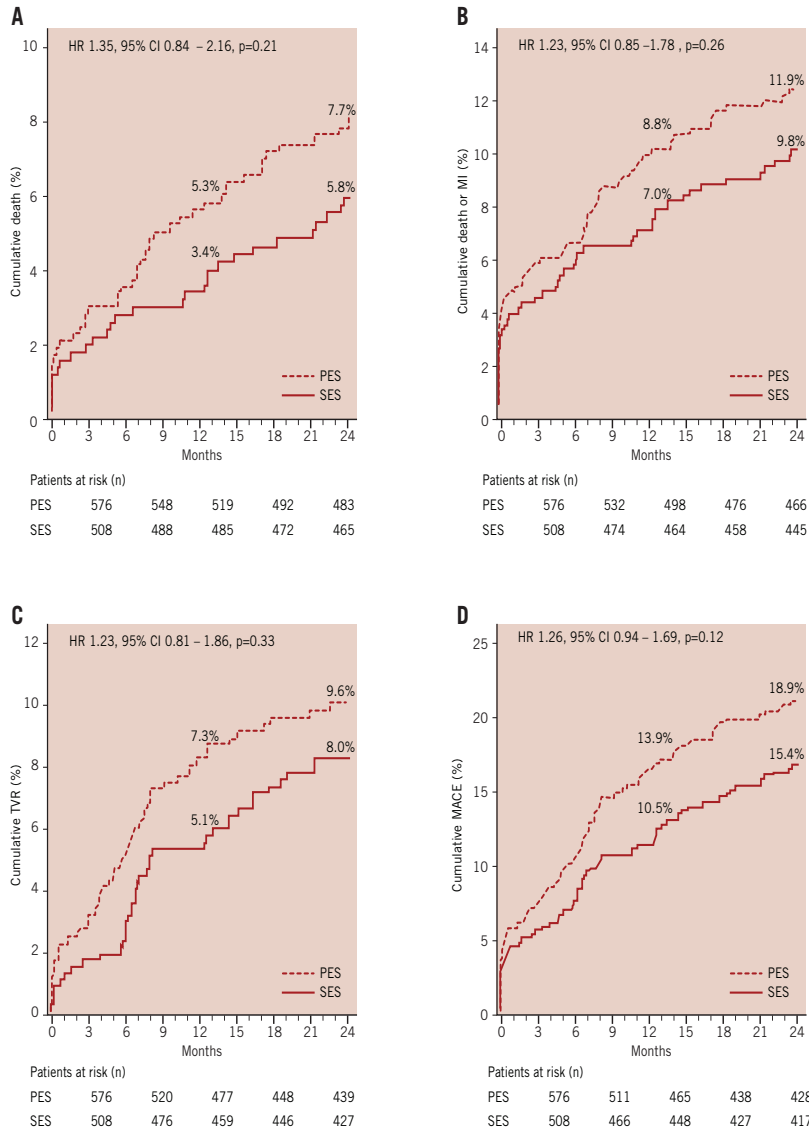 A
HR 1.35, 95% CI 0.84 – 2.16, p=0.21
Cumulative death (%)
10
8
6
4
2
0
7.7%
5.3%
5.8%
3.4%
PES
SES
0 3 6 9 12 15 18 21 24
Months
Patients at risk (n)
PES 576 548 519 492 483
SES 508 488 485 472 465
B
HR 1.23, 95% CI 0.85 –1.78 , p=0.26
Cumulative death or MI (%)
14
12
10
8
6
4
2
0
11.9%
8.8%
9.8%
7.0%
PES
SES
0 3 6 9 12 15 18 21 24
Months
Patients at risk (n)
PES 576 532 498 476 466
SES 508 474 464 458 445
C
HR 1.23, 95% CI 0.81 – 1.86, p=0.33
Cumulative TVR (%)
12
10
8
6
4
2
0
9.6%
7.3%
8.0%
5.1%
PES
SES
0 3 6 9 12 15 18 21 24
Months
Patients at risk (n)
PES 576 520 477 448 439
SES 508 476 459 446 427
D
HR 1.26, 95% CI 0.94 – 1.69, p=0.12
Cumulative MACE (%)
25
20
15
10
5
0
18.9%
13.9%
15.4%
10.5%
PES
SES
0 3 6 9 12 15 18 21 24
Months
Patients at risk (n)
PES 576 511 465 438 428
SES 508 466 448 427 417